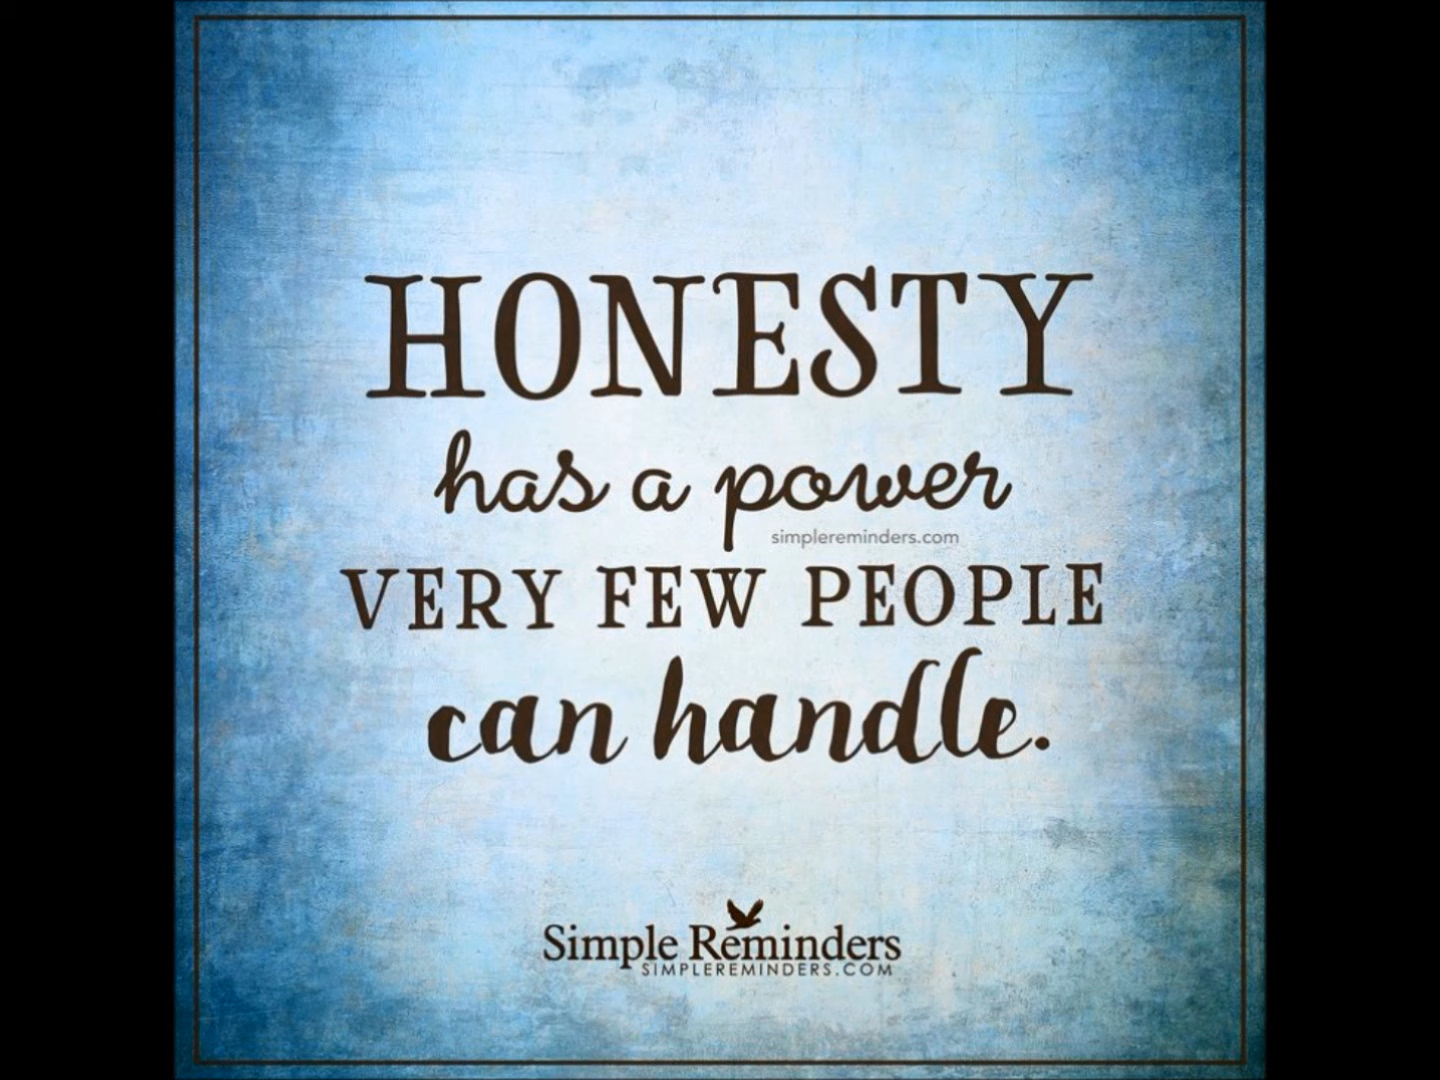 HONESTY
has a power
simplereminders.com
VERY FEW PEOPLE
can handle.
Simple Reminders
SIMPLEREMINDERS.COM